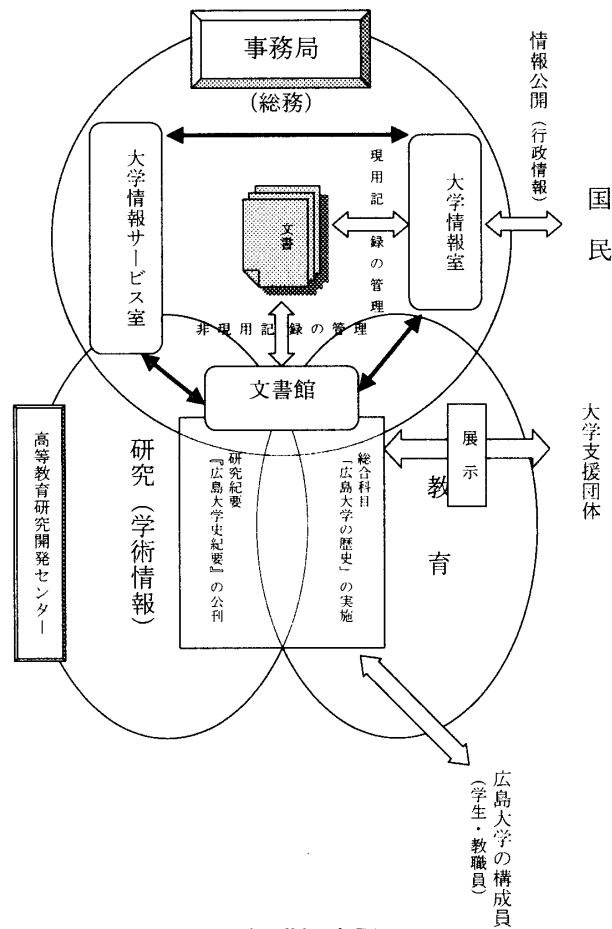 事務局
(総務)
情報公開(行政情報)
国民
大学情報サービス室
文書
現用記録の管理
大学情報室
非現用記録の管理
文書館
高等教育研究開発センター
研究(学術情報)
研究紀要
『広島大学史紀要』の公刊
総合科目
「広島大学の歴史」の実施
教育
展示
大学支援団体
広島大学の構成員
(学生・教職員)